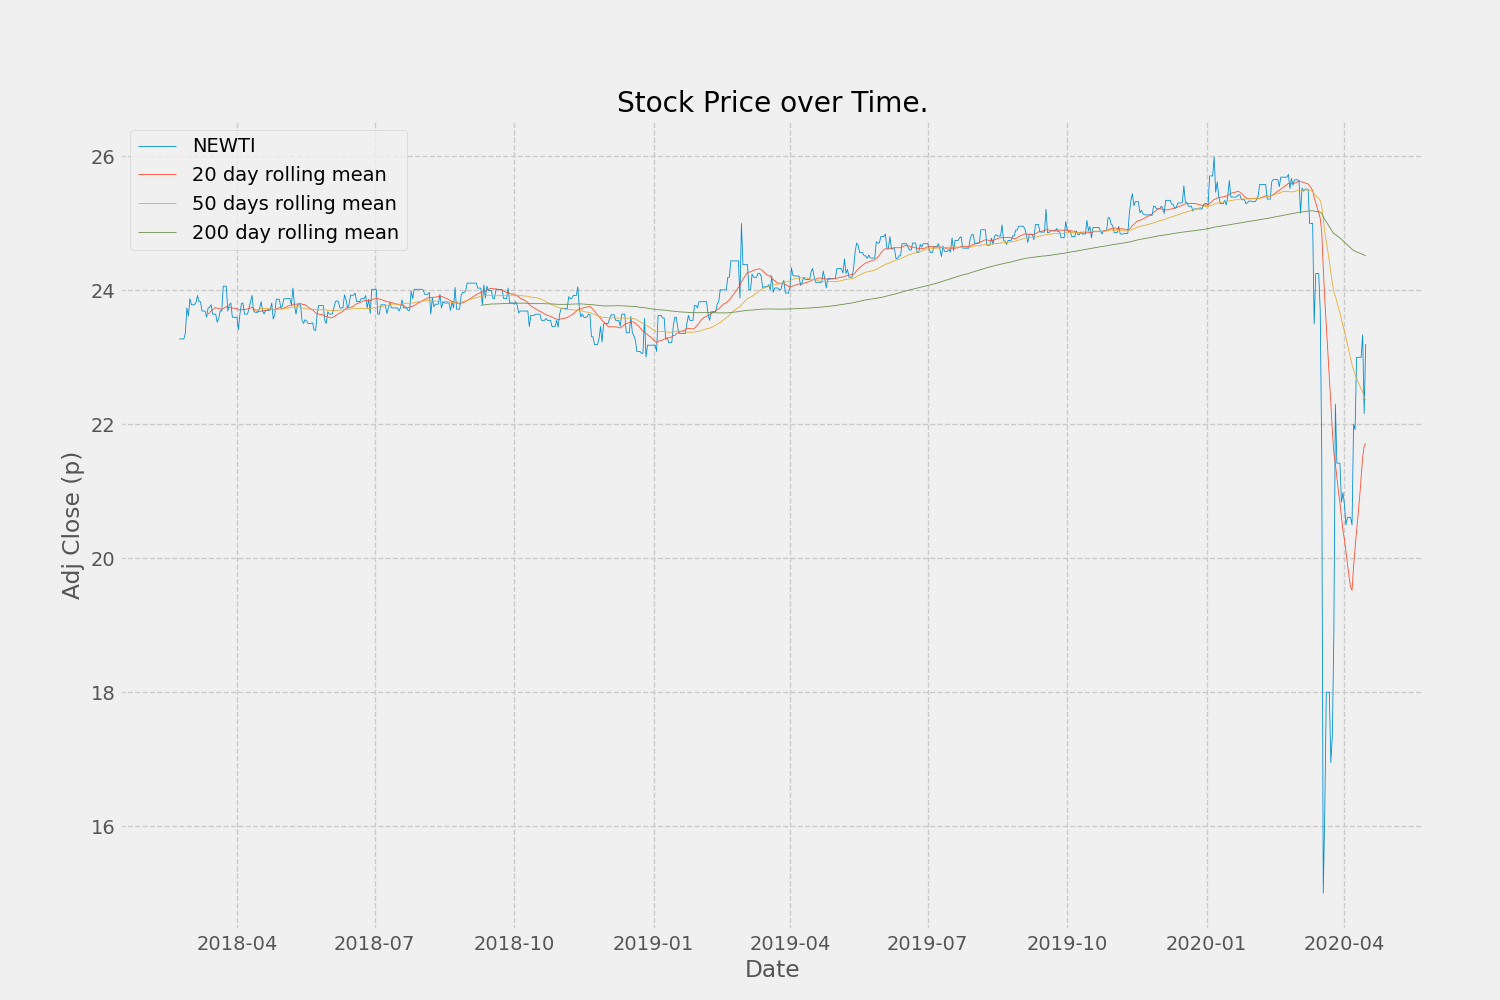 Stock Price over Time.
NEWTI
20 day rolling mean
50 days rolling mean
200 day rolling mean
26
24
22
20
18
16
Adj Close (p)
2018-04 2018-07 2018-10 2019-01 2019-04 2019-07 2019-10 2020-01 2020-04
Date